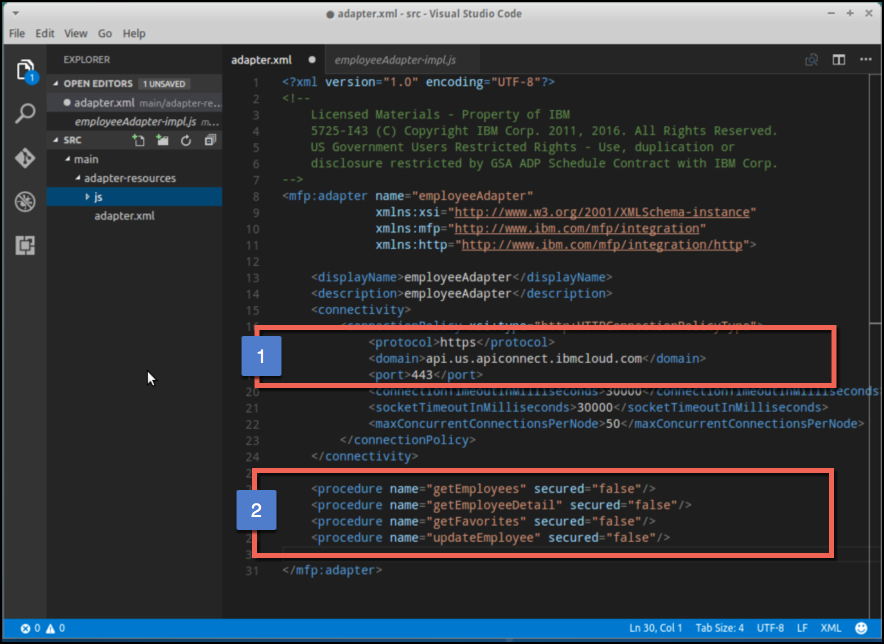 ● adapter.xml - src - Visual Studio Code
File Edit View Go Help
EXPLORER
adapter.xml ●
employeeAdapter-impl.js
1
OPEN EDITORS 1 UNSAVED
● adapter.xml main/adapter-re...
employeeAdapter-impl.js m...
SRC
main
adapter-resources
js
adapter.xml
1 <?xml version="1.0" encoding="UTF-8"?>
2 <!--
3 Licensed Materials - Property of IBM
4 5725-I43 (C) Copyright IBM Corp. 2011, 2016. All Rights Reserved.
5 US Government Users Restricted Rights - Use, duplication or
6 disclosure restricted by GSA ADP Schedule Contract with IBM Corp.
7 -->
8 <mfp:adapter name="employeeAdapter"
9 xmlns:xsi="http://www.w3.org/2001/XMLSchema-instance"
10 xmlns:mfp="http://www.ibm.com/mfp/integration"
11 xmlns:http="http://www.ibm.com/mfp/integration/http">
12
13 <displayName>employeeAdapter</displayName>
14 <description>employeeAdapter</description>
15 <connectivity>
<connectionPolicy xsi:type="http:HTTPConnectionPolicyType">
1
<protocol>https</protocol>
<domain>api.us.apiconnect.ibmcloud.com</domain>
<port>443</port>
20 <connectionTimeoutInMilliseconds>30000</connectionTimeoutInMilliseconds
21 <socketTimeoutInMilliseconds>30000</socketTimeoutInMilliseconds>
22 <maxConcurrentConnectionsPerNode>50</maxConcurrentConnectionsPerNode>
23 </connectionPolicy>
24 </connectivity>
2
<procedure name="getEmployees" secured="false"/>
<procedure name="getEmployeeDetail" secured="false"/>
<procedure name="getFavorites" secured="false"/>
<procedure name="updateEmployee" secured="false"/>
31 </mfp:adapter>
0 0 Ln 30, Col 1 Tab Size: 4 UTF-8 LF XML